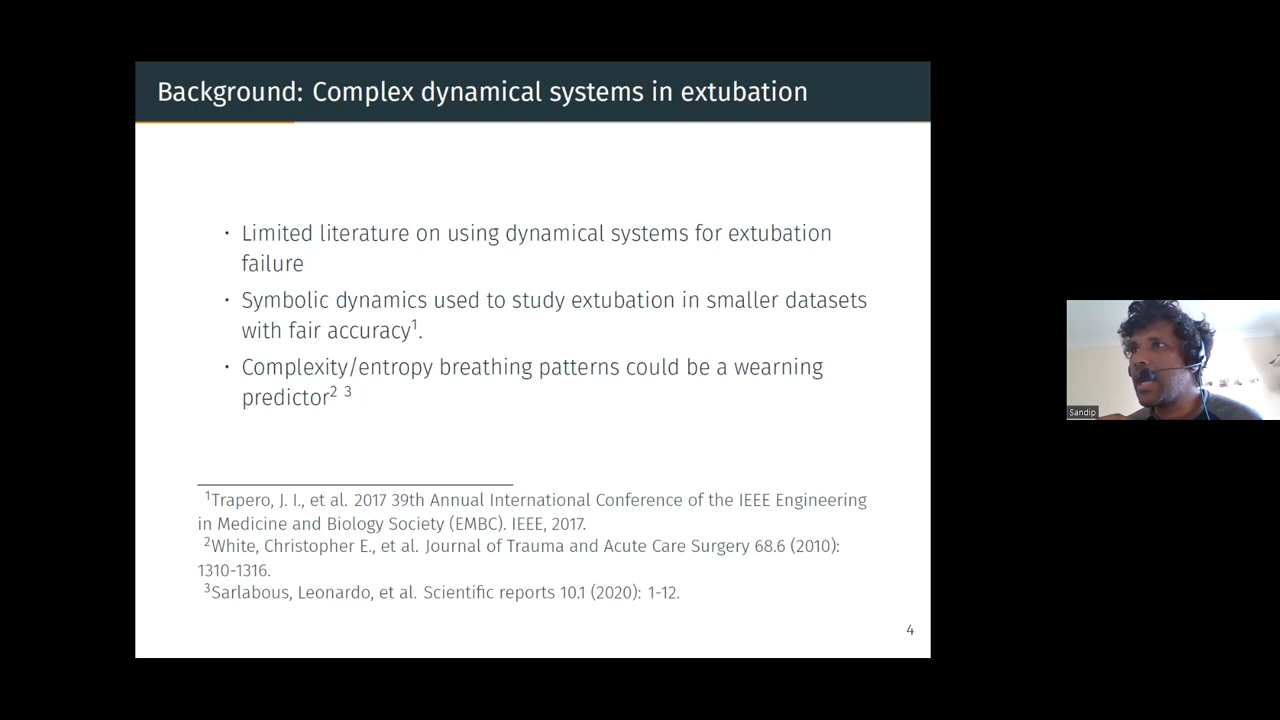 Background: Complex dynamical systems in extubation
· Limited literature on using dynamical systems for extubation
failure
· Symbolic dynamics used to study extubation in smaller datasets
with fair accuracy¹.
· Complexity/entropy breathing patterns could be a wearning
predictor² ³
¹Trapero, J. I., et al. 2017 39th Annual International Conference of the IEEE Engineering
in Medicine and Biology Society (EMBC). IEEE, 2017.
²White, Christopher E., et al. Journal of Trauma and Acute Care Surgery 68.6 (2010):
1310-1316.
³Sarlabous, Leonardo, et al. Scientific reports 10.1 (2020): 1-12.
4
Sandip